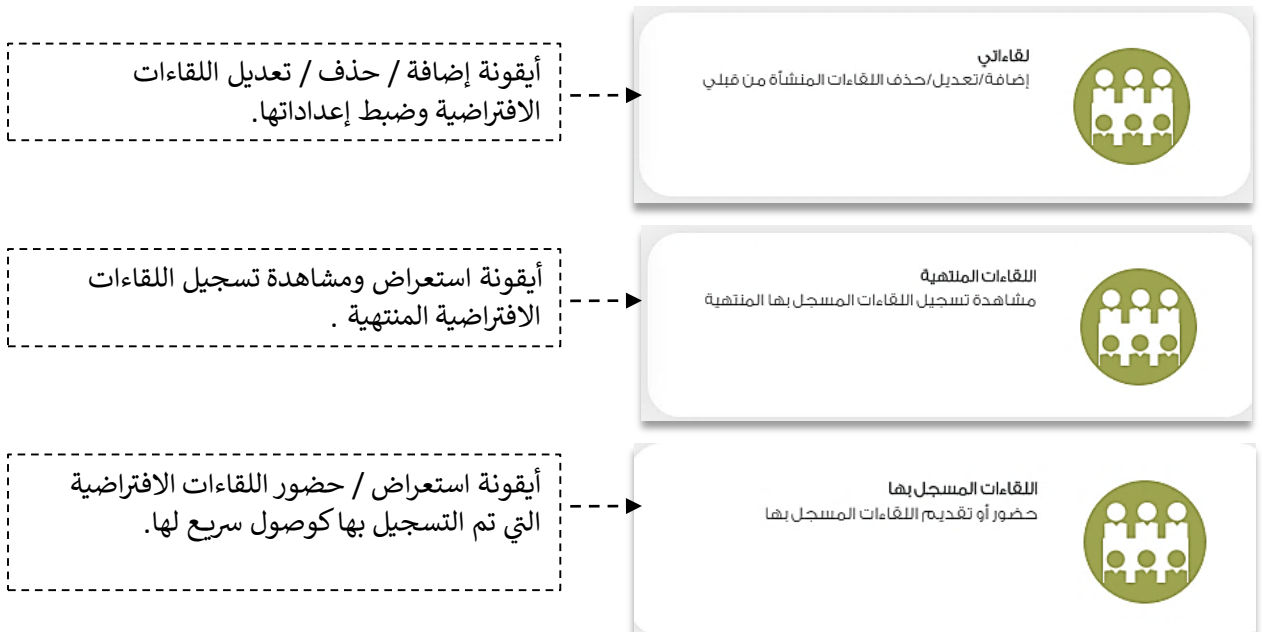 لقاءاتي
إضافة/تعديل/حذف اللقاءات المنشأة من قبلي
أيقونة إضافة / حذف / تعديل اللقاءات
الافتراضية وضبط إعداداتها.
اللقاءات المنتهية
مشاهدة تسجيل اللقاءات المسجل بها المنتهية
أيقونة استعراض ومشاهدة تسجيل اللقاءات
الافتراضية المنتهية .
اللقاءات المسجل بها
حضور أو تقديم اللقاءات المسجل بها
أيقونة استعراض / حضور اللقاءات الافتراضية
التي تم التسجيل بها كوصول سريع لها.